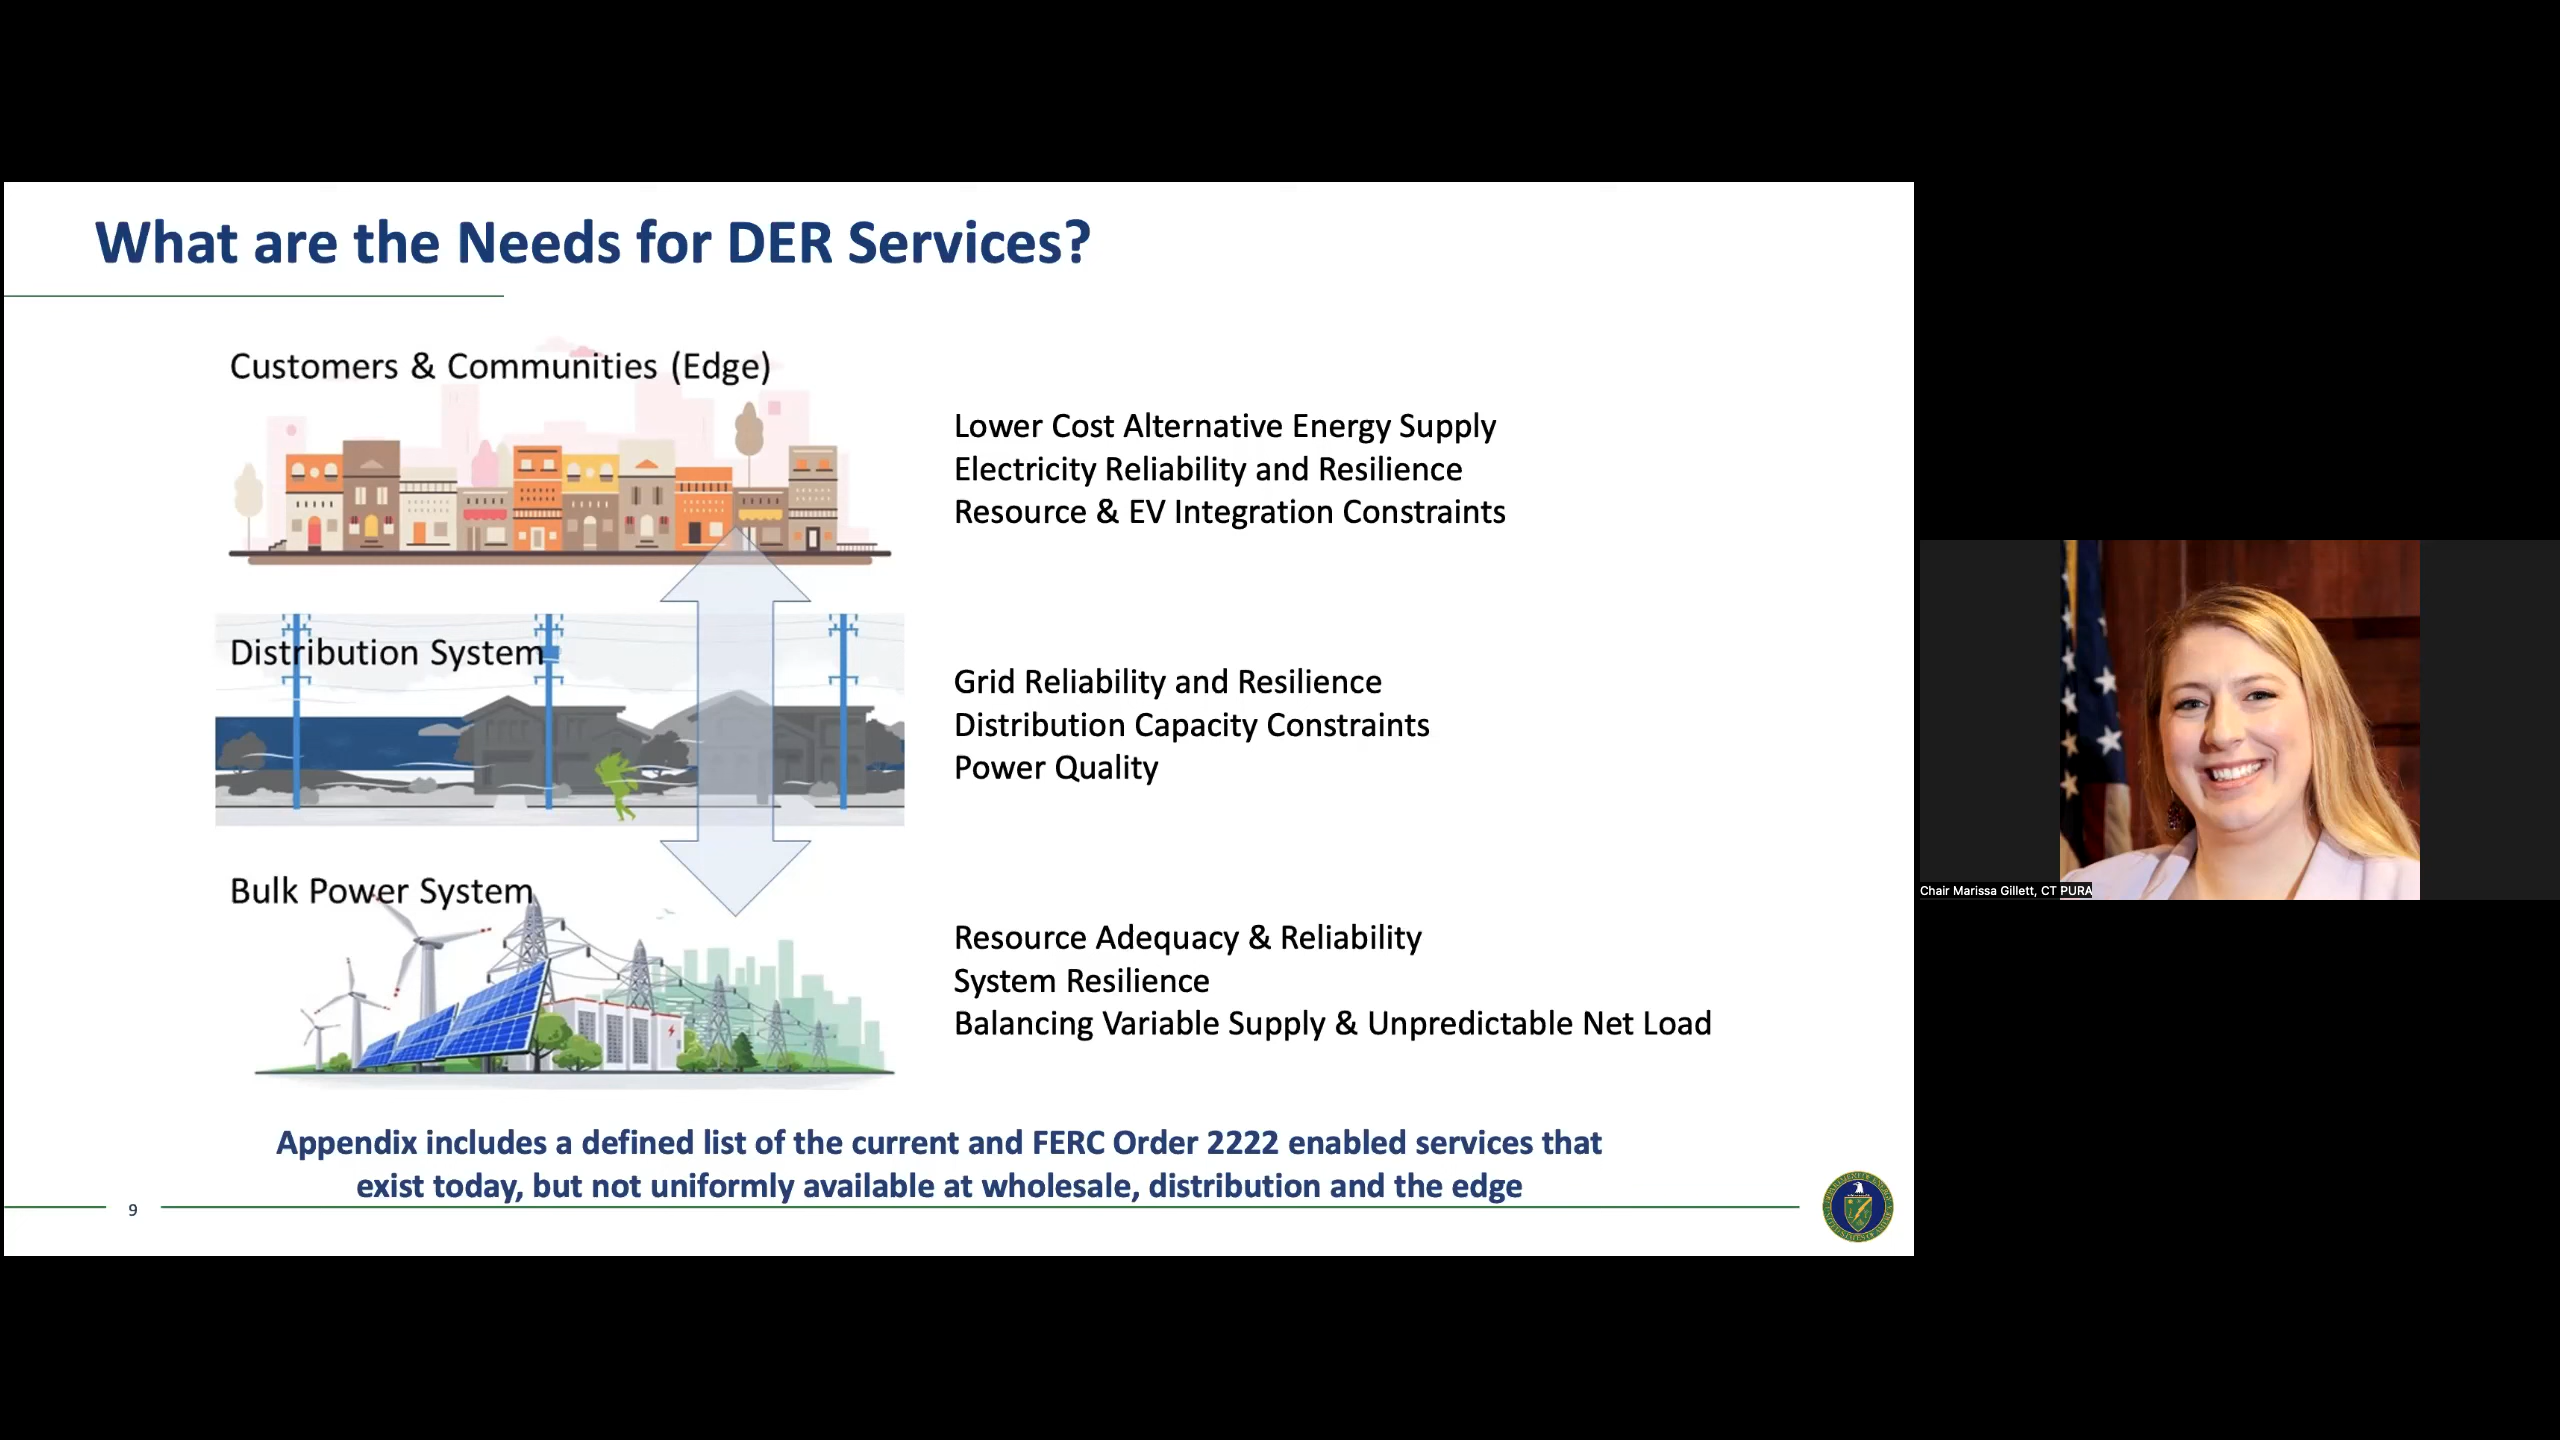 What are the Needs for DER Services?
Customers & Communities (Edge)
Lower Cost Alternative Energy Supply
Electricity Reliability and Resilience
Resource & EV Integration Constraints
Distribution System
Grid Reliability and Resilience
Distribution Capacity Constraints
Power Quality
Bulk Power System
Resource Adequacy & Reliability
System Resilience
Balancing Variable Supply & Unpredictable Net Load
Appendix includes a defined list of the current and FERC Order 2222 enabled services that
exist today, but not uniformly available at wholesale, distribution and the edge
9
Chair Marissa Gillett, CT PURA